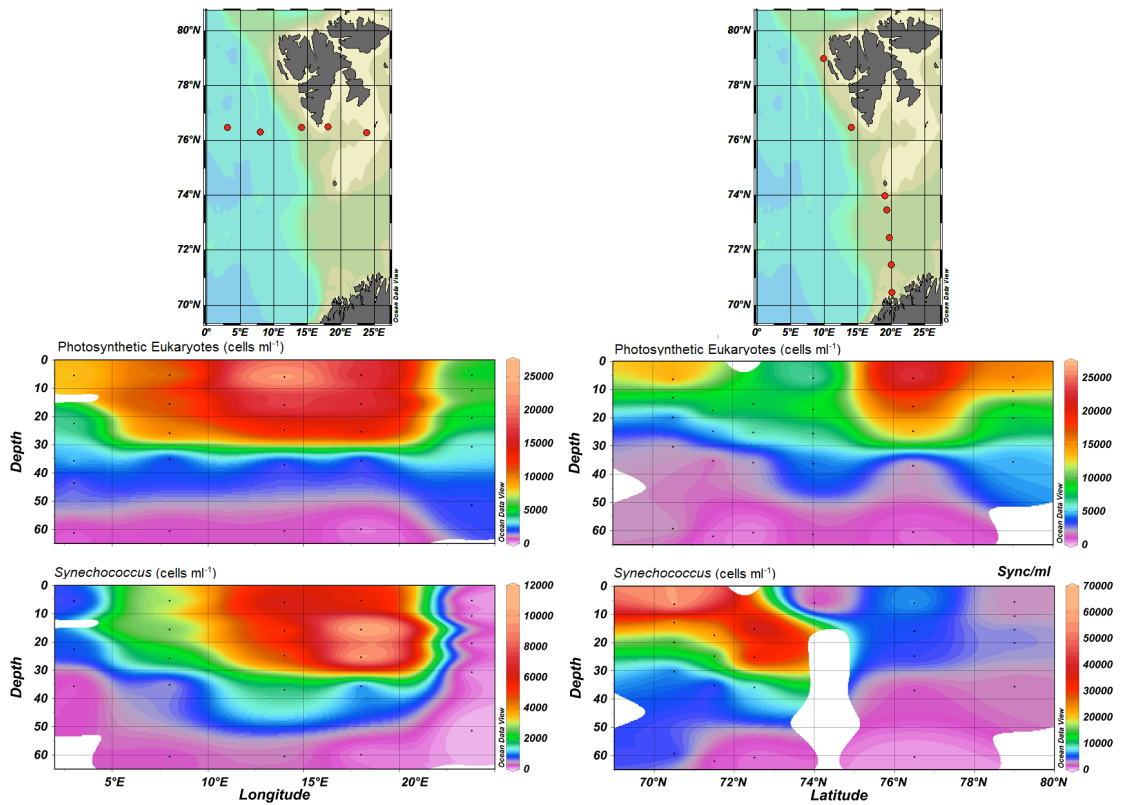 80°N
78°N
76°N
74°N
72°N
70°N
0° 5°E 10°E 15°E 20°E 25°E
Ocean Data View
80°N
78°N
76°N
74°N
72°N
70°N
0° 5°E 10°E 15°E 20°E 25°E
Ocean Data View
Photosynthetic Eukaryotes (cells ml-1)
Depth
0
10
20
30
40
50
60
25000
20000
15000
10000
5000
0
Ocean Data View
Photosynthetic Eukaryotes (cells ml-1)
Depth
0
10
20
30
40
50
60
25000
20000
15000
10000
5000
0
Ocean Data View
Synechococcus (cells ml-1)
Depth
0
10
20
30
40
50
60
12000
10000
8000
6000
4000
2000
0
Ocean Data View
5°E 10°E 15°E 20°E
Longitude
Synechococcus (cells ml-1) Sync/ml
Depth
0
10
20
30
40
50
60
70000
60000
50000
40000
30000
20000
10000
0
Ocean Data View
70°N 72°N 74°N 76°N 78°N 80°N
Latitude